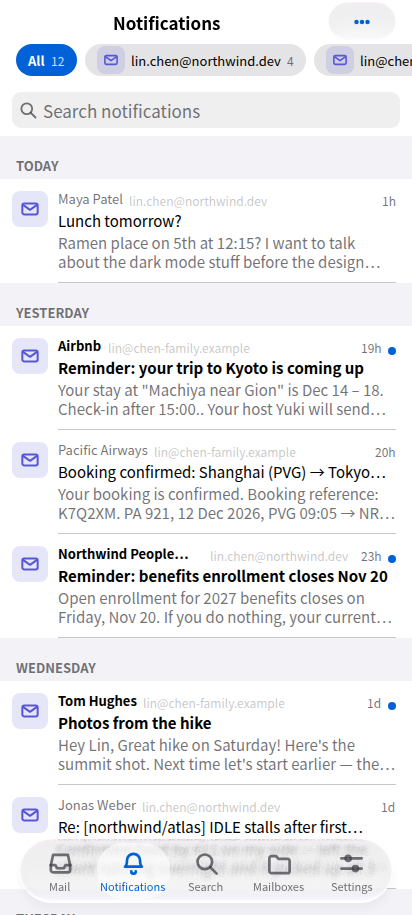 Notifications
All 12
lin.chen@northwind.dev 4
lin@che
Search notifications
TODAY
Maya Patel lin.chen@northwind.dev 1h
Lunch tomorrow?
Ramen place on 5th at 12:15? I want to talk
about the dark mode stuff before the design…
YESTERDAY
Airbnb lin@chen-family.example 19h
Reminder: your trip to Kyoto is coming up
Your stay at "Machiya near Gion" is Dec 14 – 18.
Check-in after 15:00.. Your host Yuki will send…
Pacific Airways lin@chen-family.example 20h
Booking confirmed: Shanghai (PVG) → Tokyo…
Your booking is confirmed. Booking reference:
K7Q2XM. PA 921, 12 Dec 2026, PVG 09:05 → NR…
Northwind People… lin.chen@northwind.dev 23h
Reminder: benefits enrollment closes Nov 20
Open enrollment for 2027 benefits closes on
Friday, Nov 20. If you do nothing, your current…
WEDNESDAY
Tom Hughes lin@chen-family.example 1d
Photos from the hike
Hey Lin, Great hike on Saturday! Here's the
summit shot. Next time let's start earlier — the…
Jonas Weber lin.chen@northwind.dev 1d
Re: [northwind/atlas] IDLE stalls after first…
Mail
Notifications
Search
Mailboxes
Settings